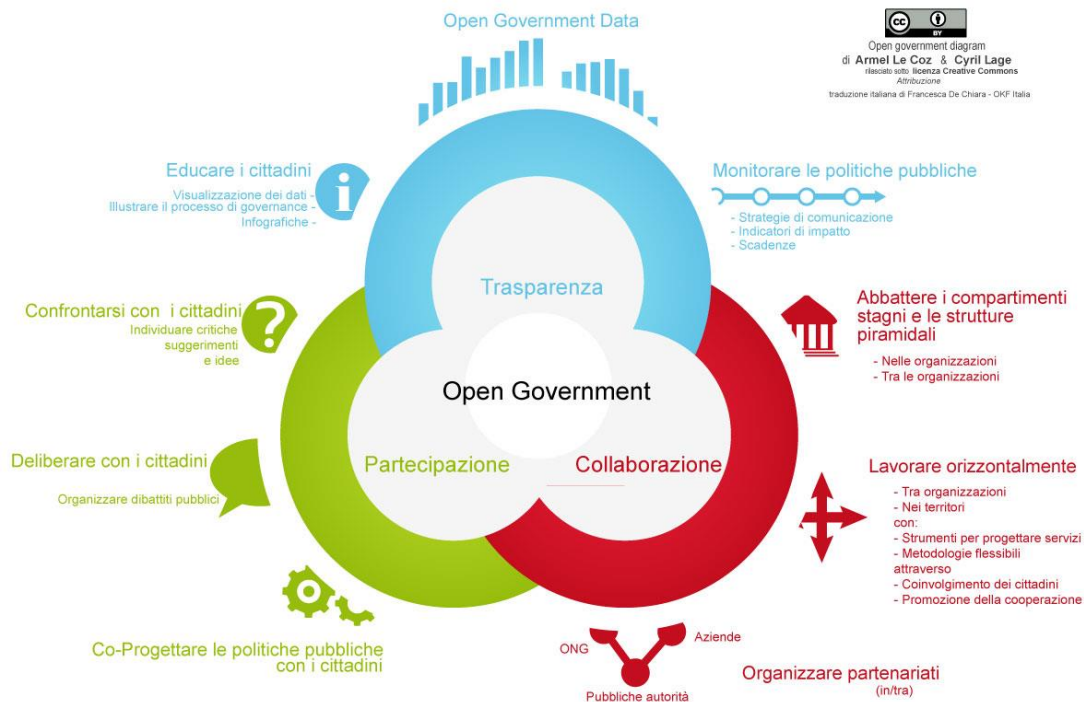 Open Government Data
cc
BY
Open government diagram
di Armel Le Coz & Cyril Lage
rilasciato sotto licenza Creative Commons
Attribuzione
traduzione italiana di Francesca De Chiara - OKF Italia
Educare i cittadini
Visualizzazione dei dati -
Illustrare il processo di governance -
Infografiche -
i
Monitorare le politiche pubbliche
- Strategie di comunicazione
- Indicatori di impatto
- Scadenze
Trasparenza
Confrontarsi con i cittadini
Individuare critiche
suggerimenti
e idee
?
Abbattere i compartimenti
stagni e le strutture
piramidali
- Nelle organizzazioni
- Tra le organizzazioni
Open Government
Partecipazione
Collaborazione
Deliberare con i cittadini
Organizzare dibattiti pubblici
Lavorare orizzontalmente
- Tra organizzazioni
- Nei territori
con:
- Strumenti per progettare servizi
- Metodologie flessibili
attraverso
- Coinvolgimento dei cittadini
- Promozione della cooperazione
Co-Progettare le politiche pubbliche
con i cittadini
ONG
Aziende
Pubbliche autorità
Organizzare partenariati
(in/tra)